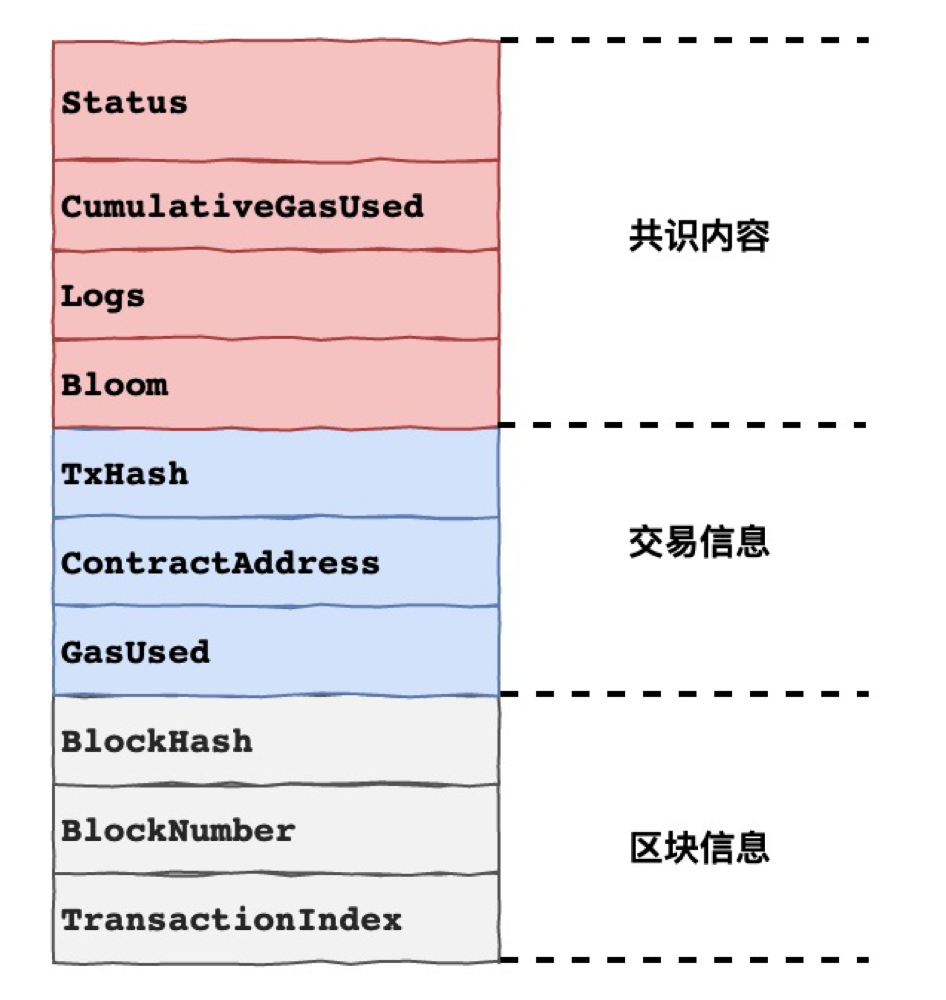 Status
CumulativeGasUsed
Logs
Bloom
共识内容
TxHash
ContractAddress
GasUsed
交易信息
BlockHash
BlockNumber
TransactionIndex
区块信息